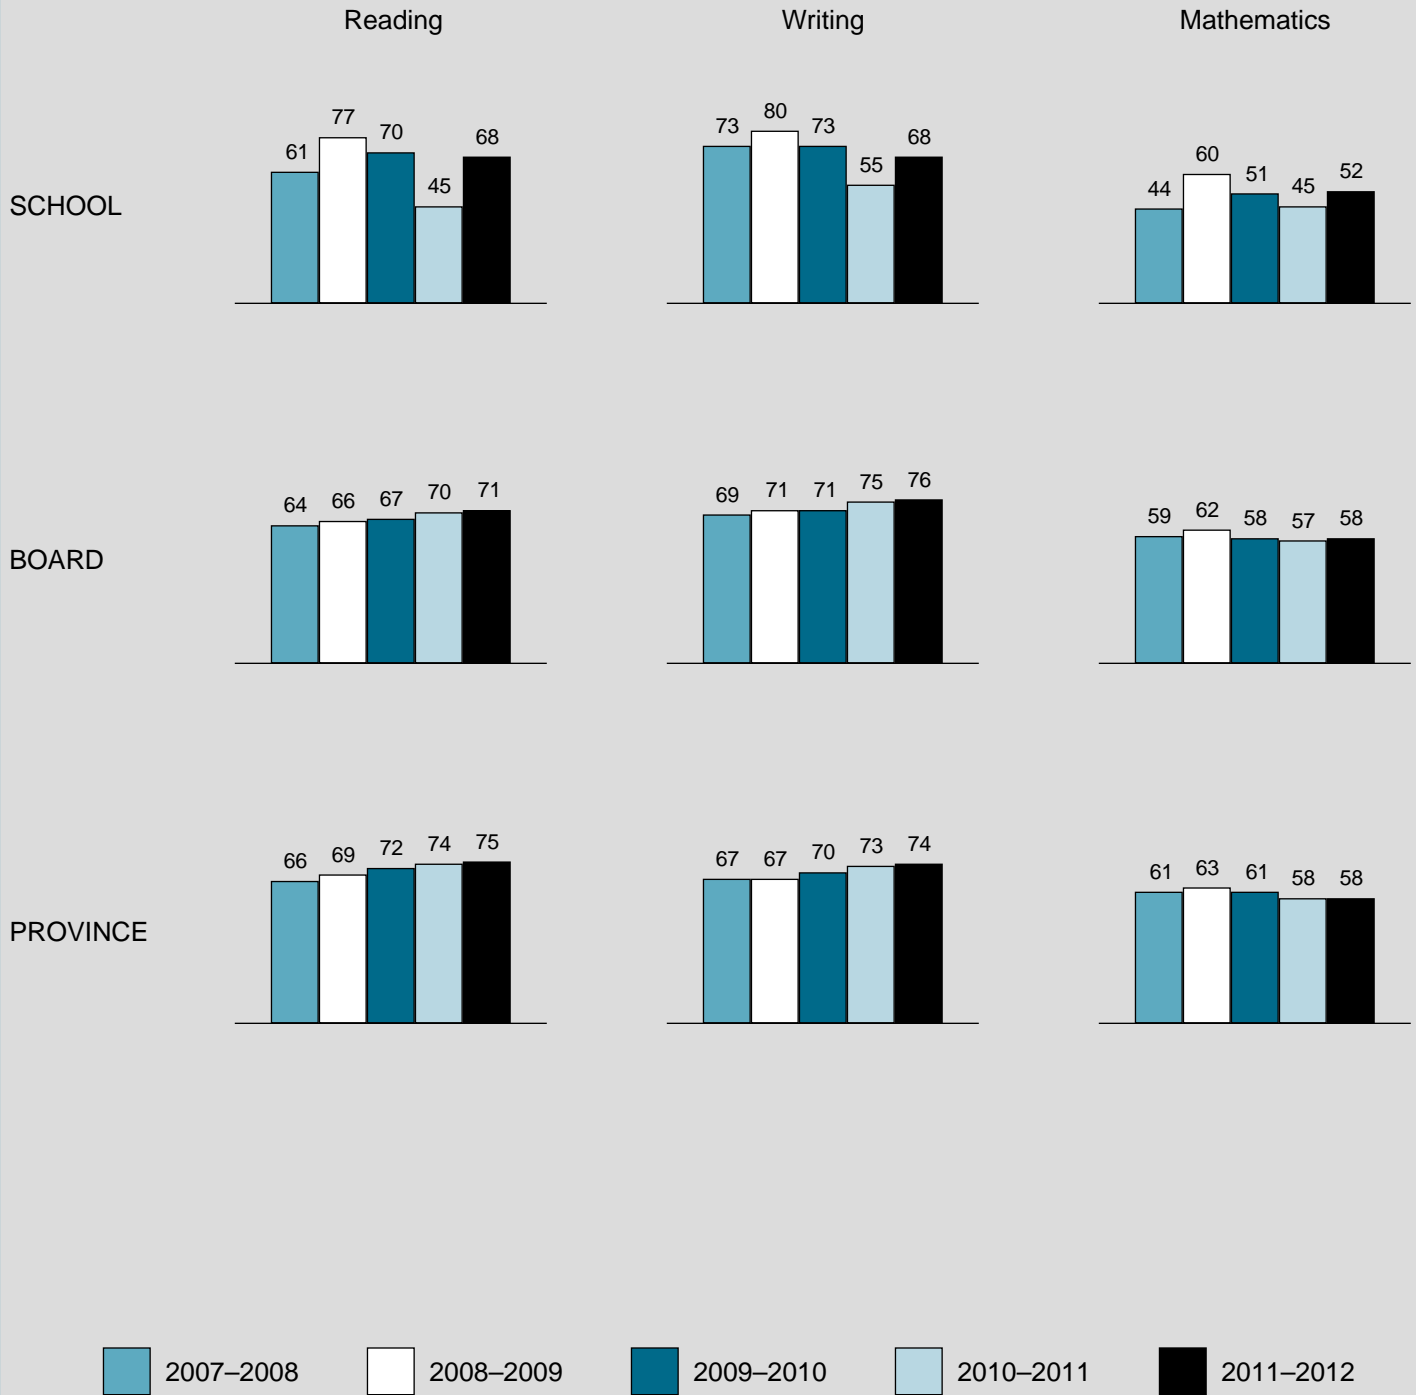 Reading Writing Mathematics
SCHOOL
61 77 70 45 68
73 80 73 55 68
44 60 51 45 52
BOARD
64 66 67 70 71
69 71 71 75 76
59 62 58 57 58
PROVINCE
66 69 72 74 75
67 67 70 73 74
61 63 61 58 58
2007–2008 2008–2009 2009–2010 2010–2011 2011–2012